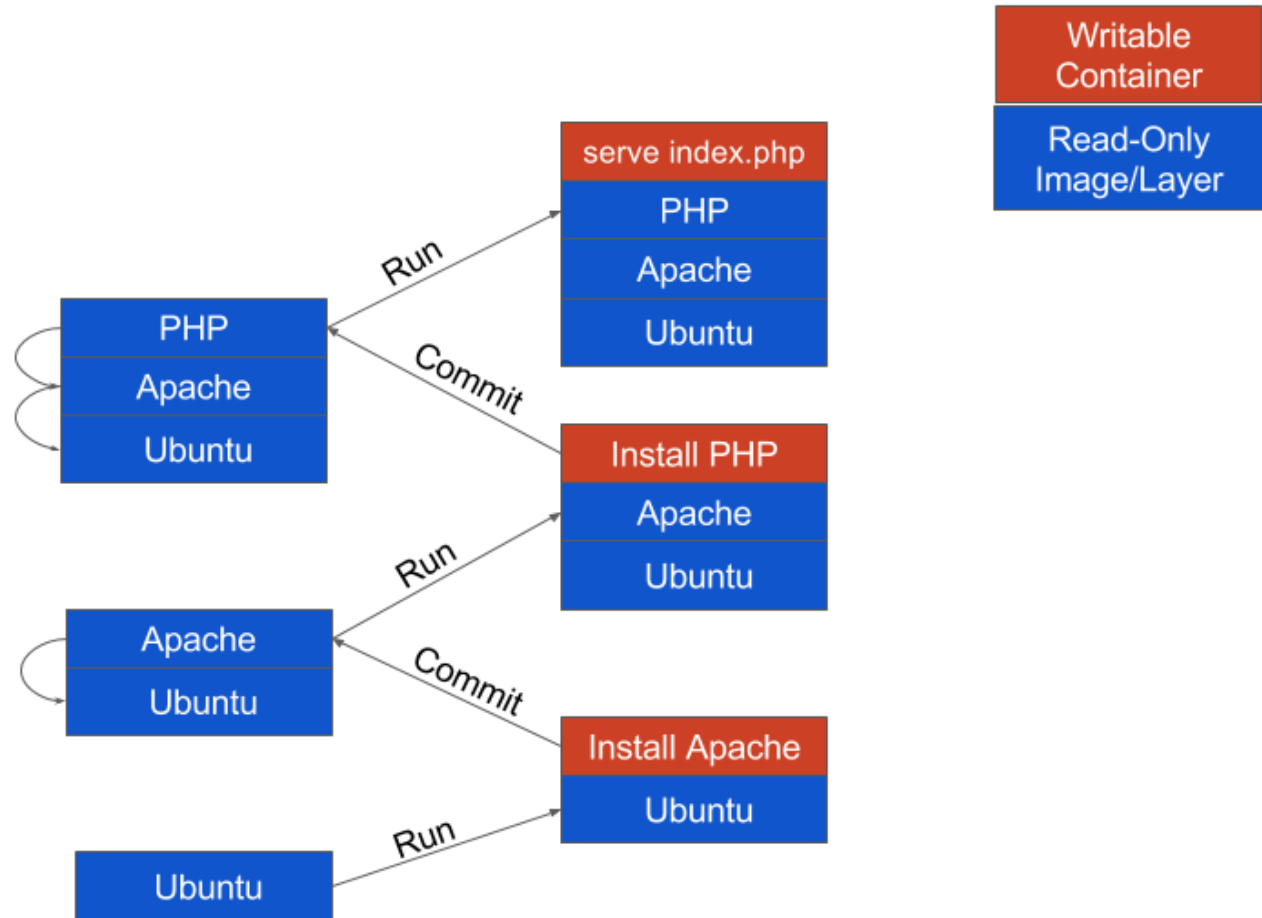 Writable
Container
Read-Only
Image/Layer
serve index.php
PHP
Apache
Ubuntu
Run
PHP
Apache
Ubuntu
Commit
Install PHP
Apache
Ubuntu
Run
Apache
Ubuntu
Commit
Install Apache
Ubuntu
Run
Ubuntu